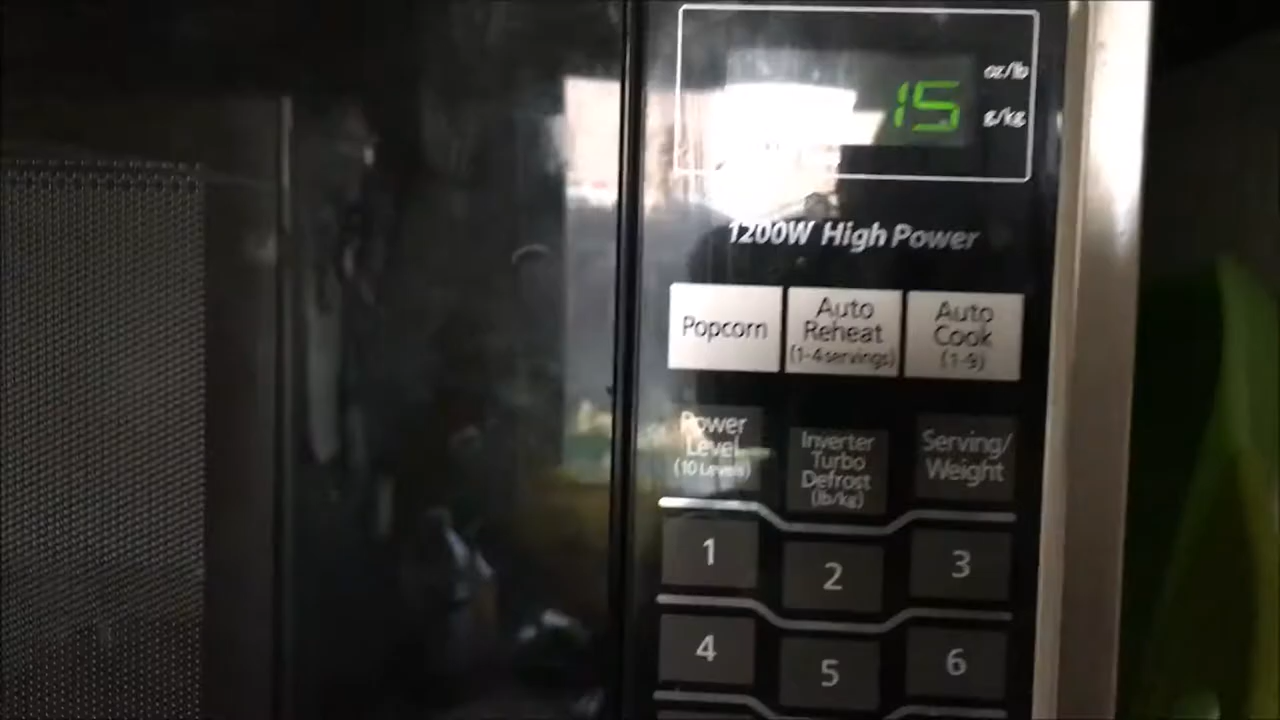 15
oz/lb
g/kg
1200W High Power
Popcorn
Auto
Reheat
(1-4 servings)
Auto
Cook
(1-9)
Power
Level
(10 Levels)
Inverter
Turbo
Defrost
(lb/kg)
Serving/
Weight
1
2
3
4
5
6